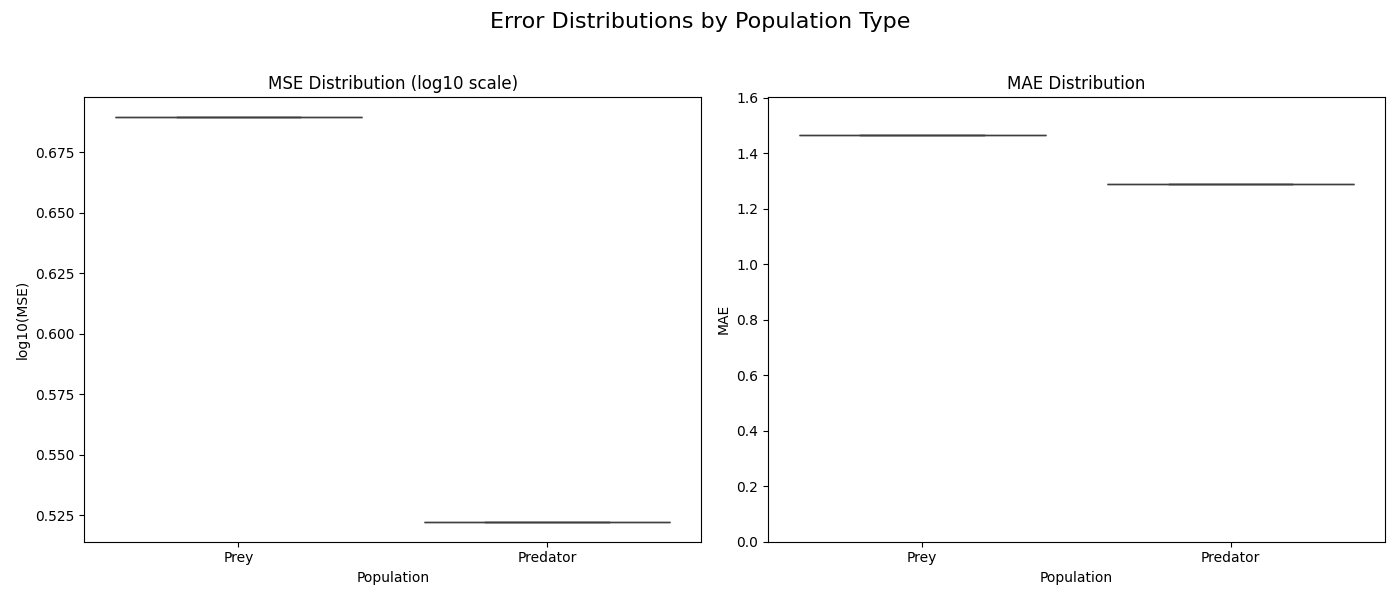 Error Distributions by Population Type
MSE Distribution (log10 scale)
log10(MSE)
0.675
0.650
0.625
0.600
0.575
0.550
0.525
Prey
Predator
Population
MAE Distribution
MAE
1.6
1.4
1.2
1.0
0.8
0.6
0.4
0.2
0.0
Prey
Predator
Population